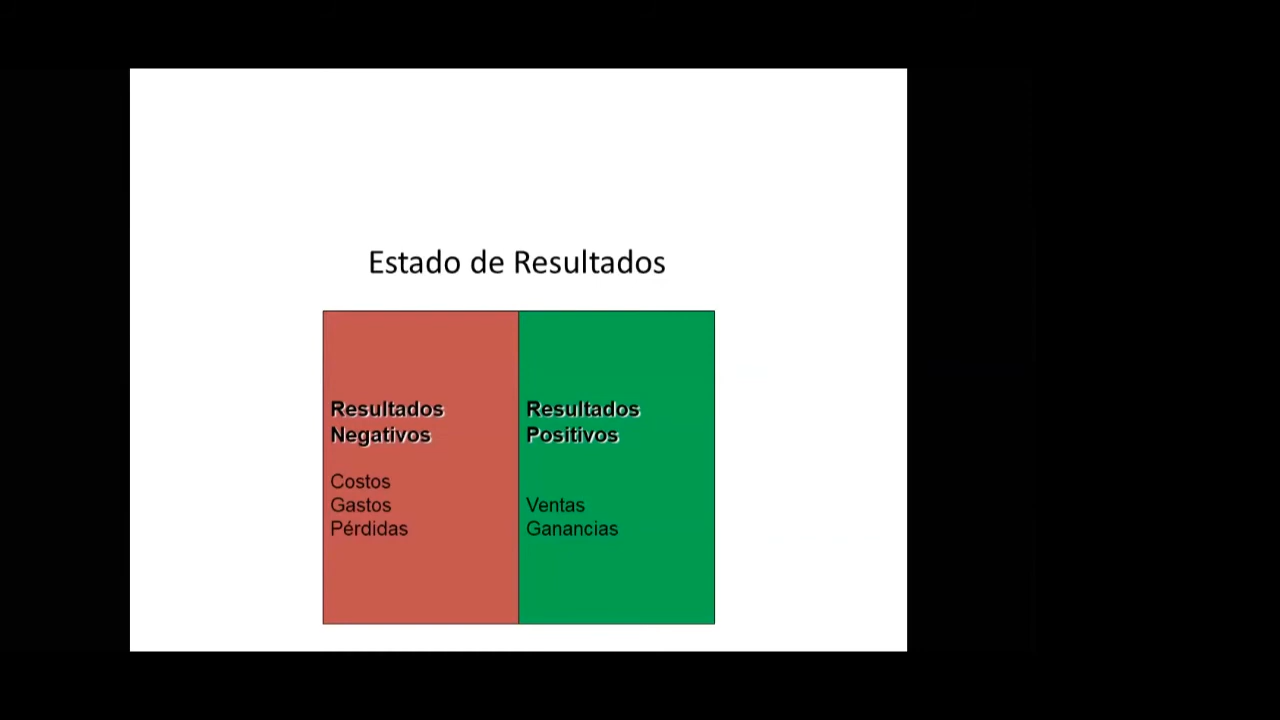 Estado de Resultados
Resultados
Negativos
Costos
Gastos
Pérdidas
Resultados
Positivos
Ventas
Ganancias